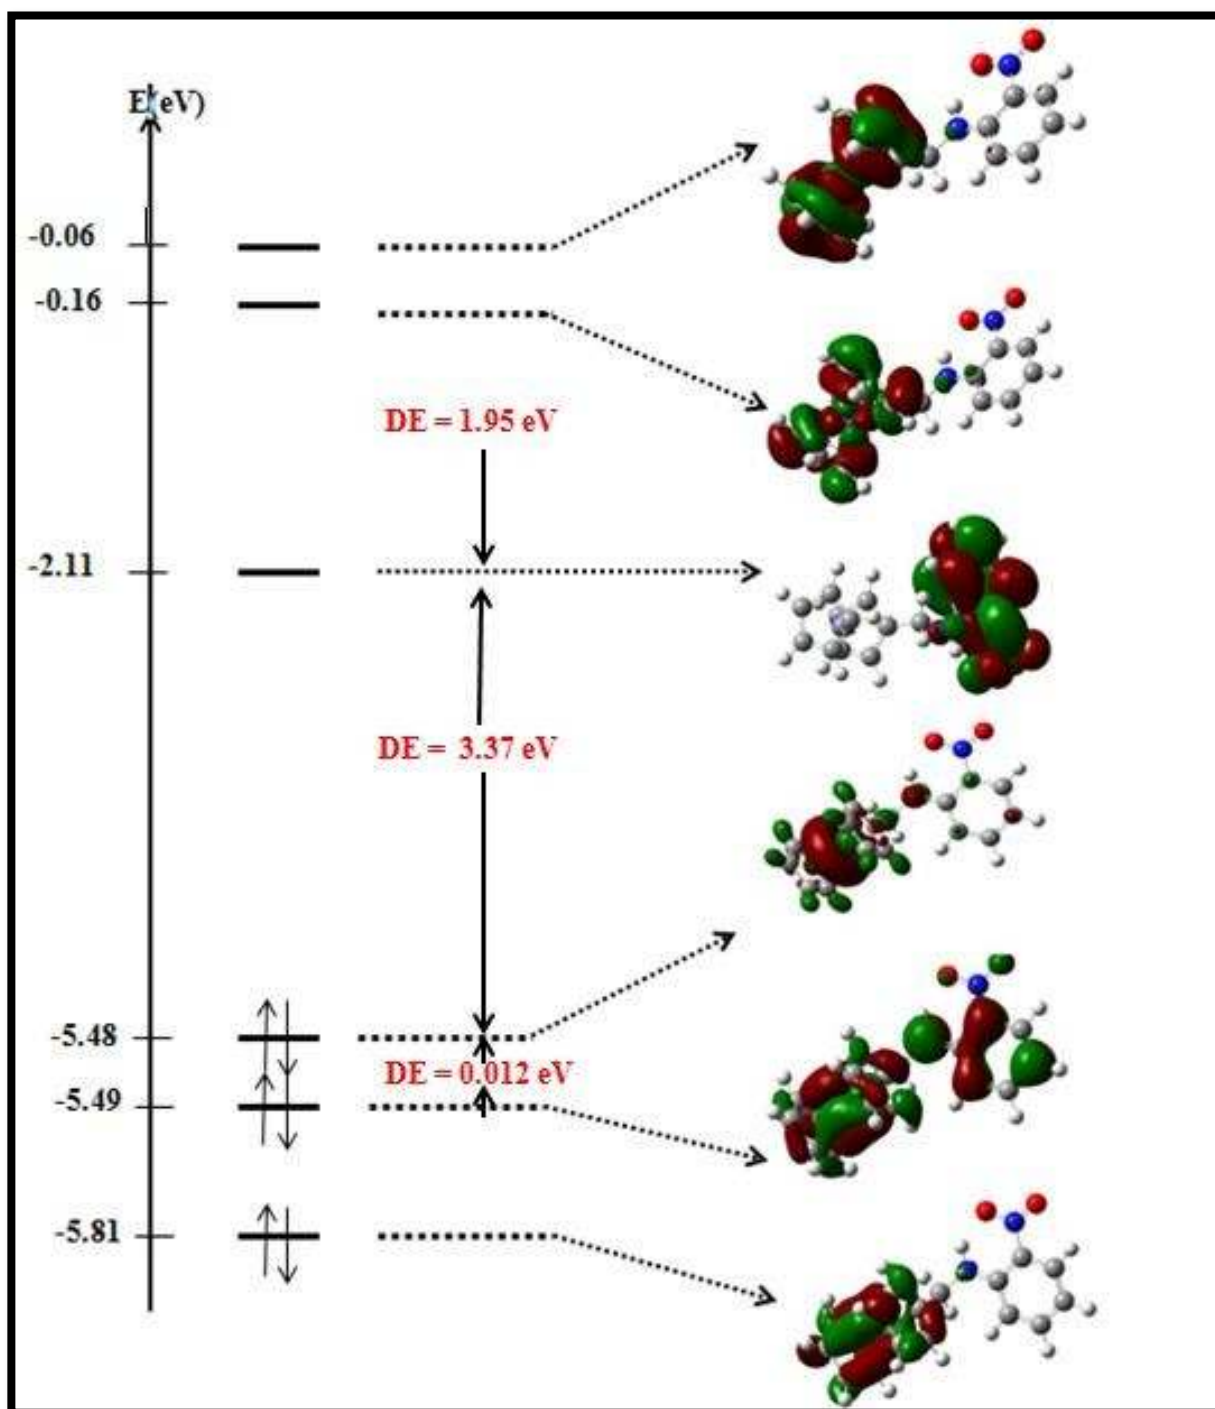 E(eV)
-0.06
-0.16
DE = 1.95 eV
-2.11
DE = 3.37 eV
-5.48
DE = 0.012 eV
-5.49
-5.81